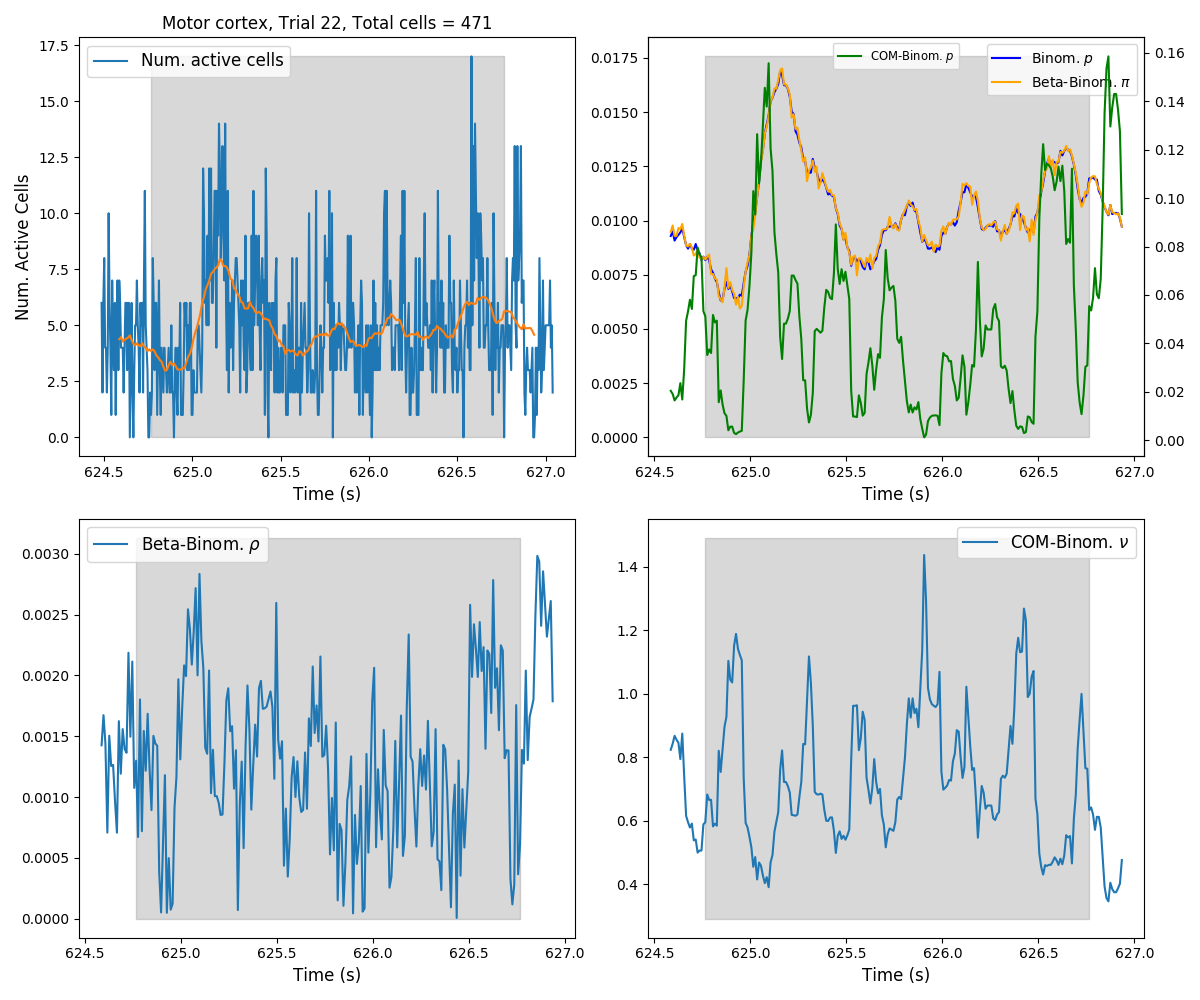 Motor cortex, Trial 22, Total cells = 471
Num. active cells
17.5
15.0
12.5
10.0
7.5
5.0
2.5
0.0
Num. Active Cells
624.5 625.0 625.5 626.0 626.5 627.0
Time (s)
COM-Binom. p
Binom. p
Beta-Binom. π
0.0175
0.0150
0.0125
0.0100
0.0075
0.0050
0.0025
0.0000
0.16
0.14
0.12
0.10
0.08
0.06
0.04
0.02
0.00
624.5 625.0 625.5 626.0 626.5 627.0
Time (s)
Beta-Binom. ρ
0.0030
0.0025
0.0020
0.0015
0.0010
0.0005
0.0000
624.5 625.0 625.5 626.0 626.5 627.0
Time (s)
COM-Binom. ν
1.4
1.2
1.0
0.8
0.6
0.4
624.5 625.0 625.5 626.0 626.5 627.0
Time (s)